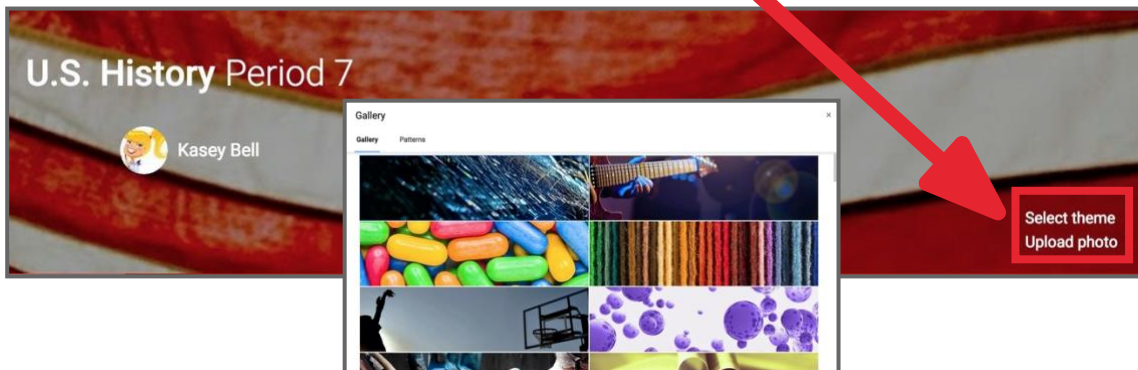 U.S. History Period 7
Kasey Bell
Gallery ×
Gallery Patterns
Select theme
Upload photo